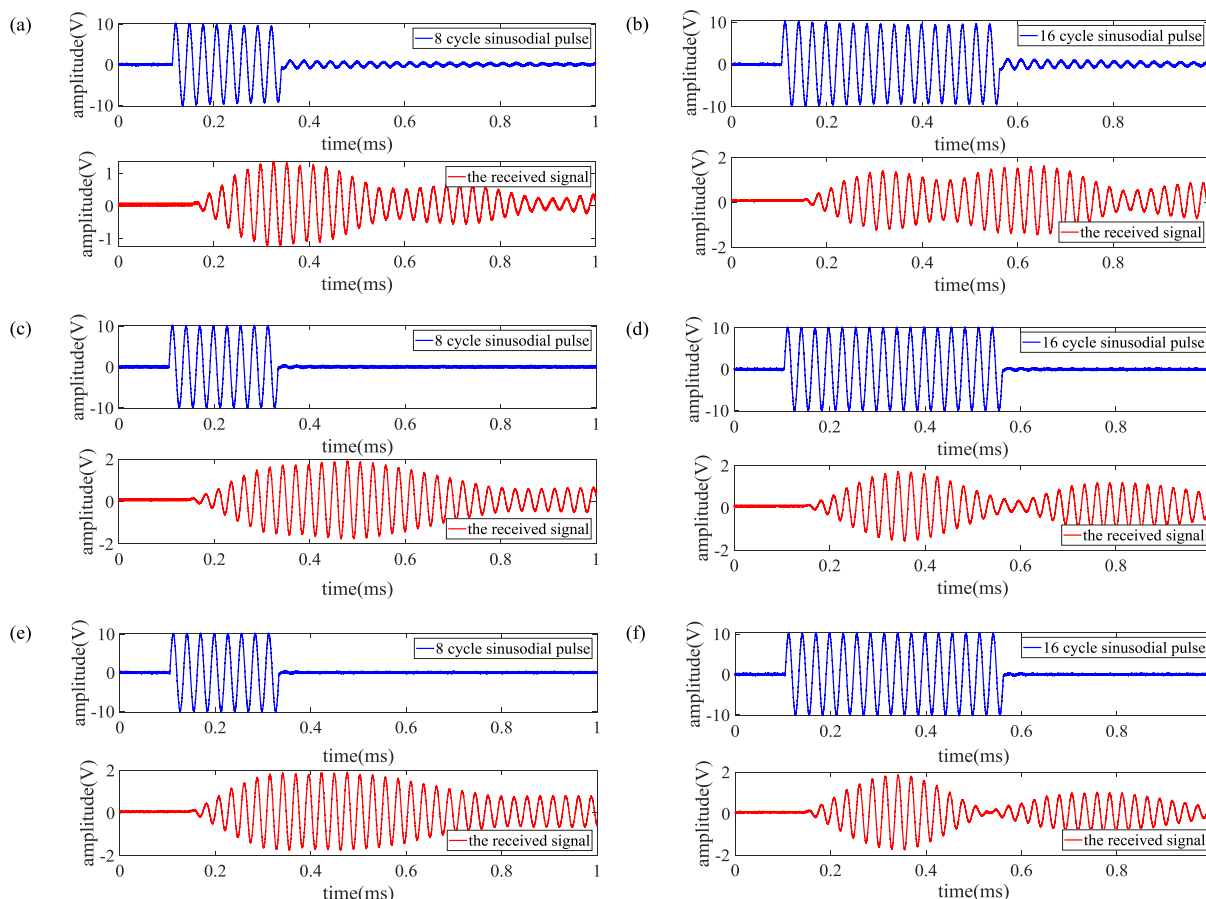 (a)
amplitude(V)
10
0
-10
8 cycle sinusodial pulse
0 0.2 0.4 0.6 0.8 1
time(ms)
amplitude(V)
1
0
-1
the received signal
0 0.2 0.4 0.6 0.8 1
time(ms)
(b)
amplitude(V)
10
0
-10
16 cycle sinusodial pulse
0 0.2 0.4 0.6 0.8
time(ms)
amplitude(V)
2
0
-2
the received signal
0 0.2 0.4 0.6 0.8
time(ms)
(c)
amplitude(V)
10
0
-10
8 cycle sinusodial pulse
0 0.2 0.4 0.6 0.8 1
time(ms)
amplitude(V)
2
0
-2
the received signal
0 0.2 0.4 0.6 0.8 1
time(ms)
(d)
amplitude(V)
10
0
-10
16 cycle sinusodial pulse
0 0.2 0.4 0.6 0.8
time(ms)
amplitude(V)
2
0
-2
the received signal
0 0.2 0.4 0.6 0.8
time(ms)
(e)
amplitude(V)
10
0
-10
8 cycle sinusodial pulse
0 0.2 0.4 0.6 0.8 1
time(ms)
amplitude(V)
2
0
-2
the received signal
0 0.2 0.4 0.6 0.8 1
time(ms)
(f)
amplitude(V)
10
0
-10
16 cycle sinusodial pulse
0 0.2 0.4 0.6 0.8
time(ms)
amplitude(V)
2
0
-2
the received signal
0 0.2 0.4 0.6 0.8
time(ms)